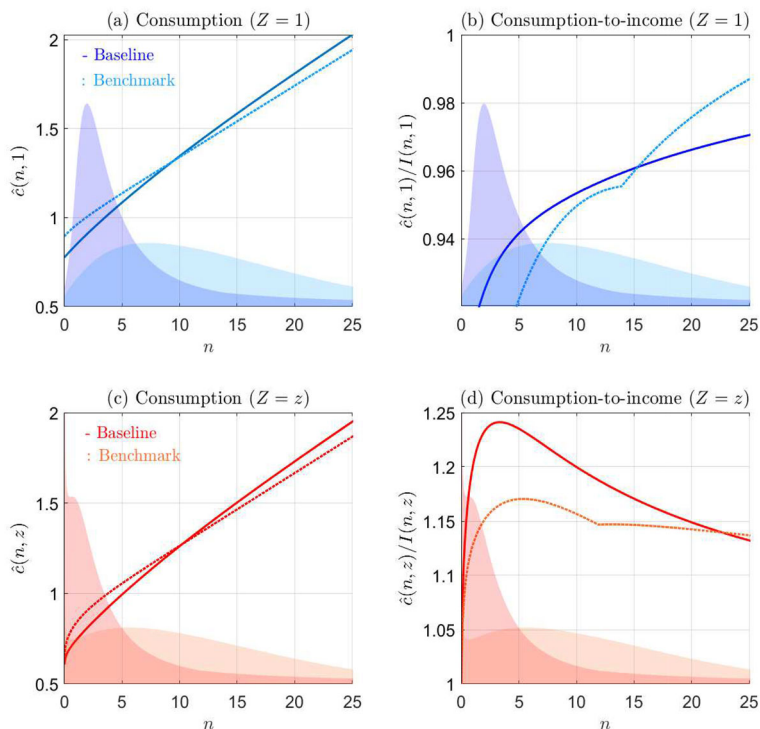 (a) Consumption (Z = 1)
2
1.5
1
0.5
ĉ(n, 1)
- Baseline
: Benchmark
0 5 10 15 20 25
n
(b) Consumption-to-income (Z = 1)
1
0.98
0.96
0.94
ĉ(n, 1)/I(n, 1)
0 5 10 15 20 25
n
(c) Consumption (Z = z)
2
1.5
1
0.5
ĉ(n, z)
- Baseline
: Benchmark
0 5 10 15 20 25
n
(d) Consumption-to-income (Z = z)
1.25
1.2
1.15
1.1
1.05
1
ĉ(n, z)/I(n, z)
0 5 10 15 20 25
n